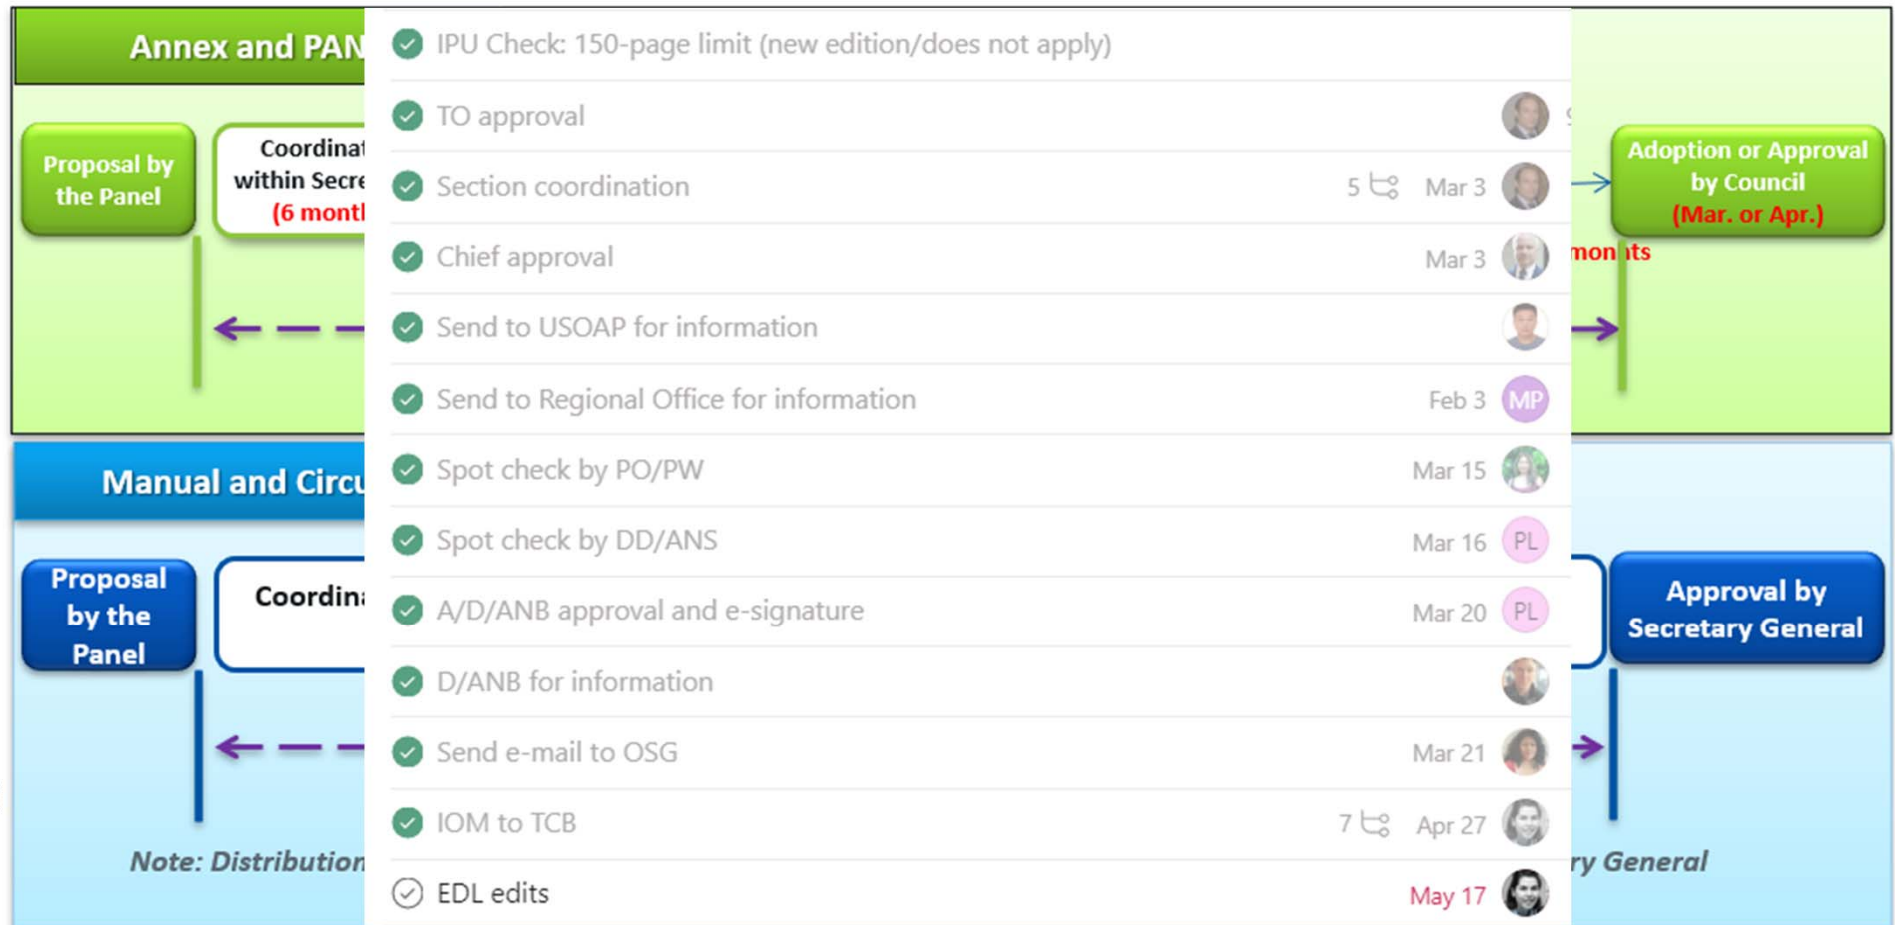 Annex and PAN
Proposal by
the Panel
Coordinat
within Secre
(6 montl
Adoption or Approval
by Council
(Mar. or Apr.)
months
Manual and Circu
Proposal
by the
Panel
Coordina
Approval by
Secretary General
Note: Distribution
ry General
IPU Check: 150-page limit (new edition/does not apply)
TO approval
Section coordination 5 Mar 3
Chief approval Mar 3
Send to USOAP for information
Send to Regional Office for information Feb 3 MP
Spot check by PO/PW Mar 15
Spot check by DD/ANS Mar 16 PL
A/D/ANB approval and e-signature Mar 20 PL
D/ANB for information
Send e-mail to OSG Mar 21
IOM to TCB 7 Apr 27
EDL edits May 17